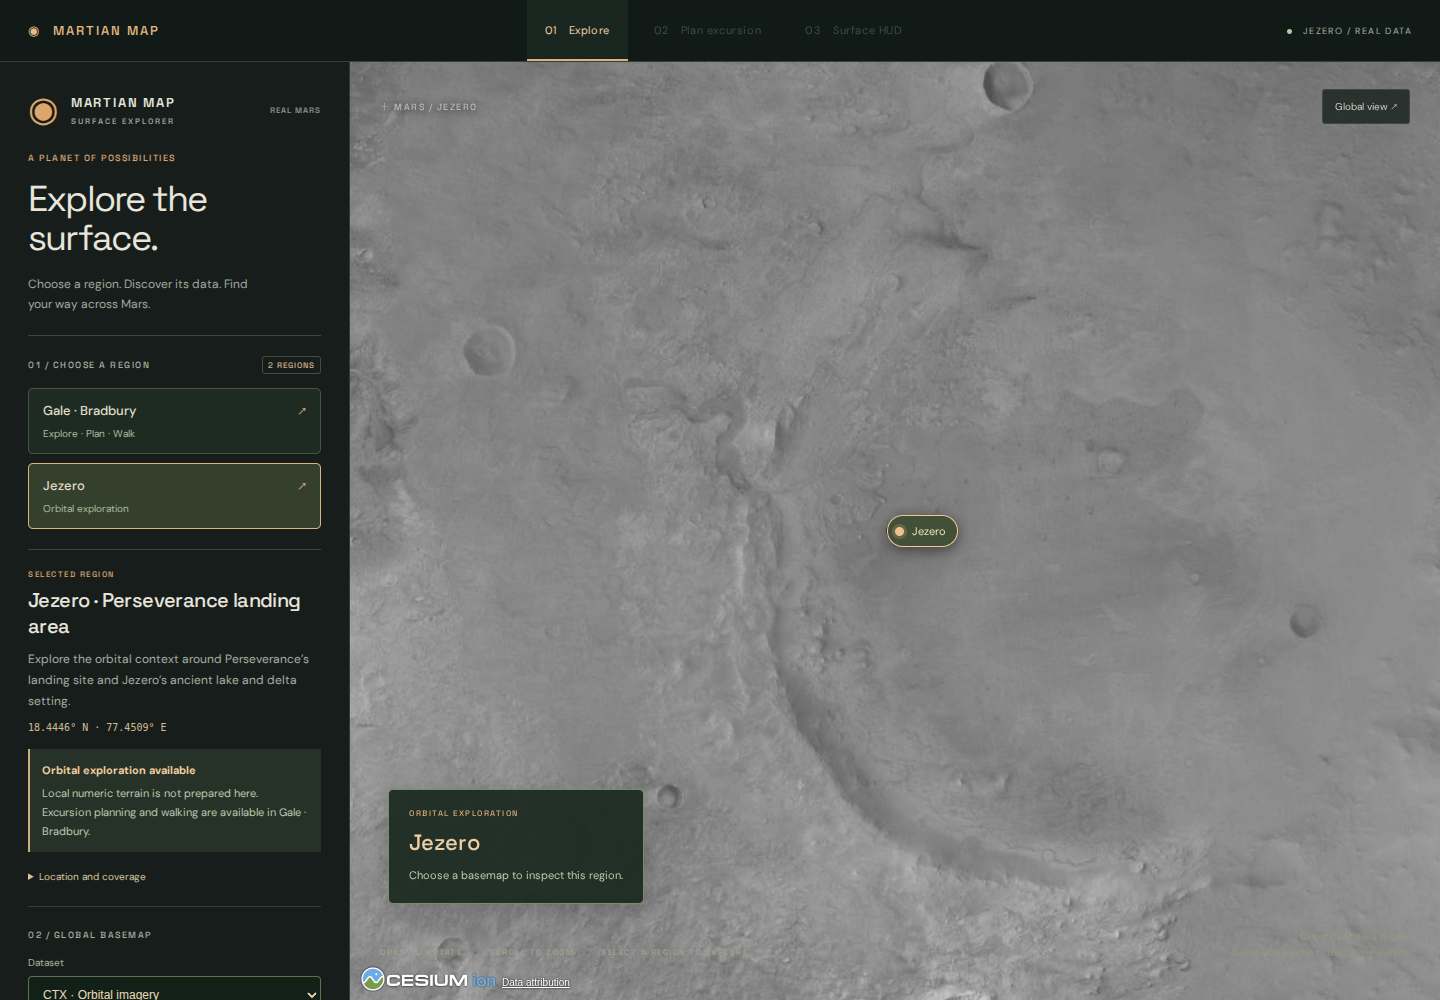 MARTIAN MAP
01 Explore
02 Plan excursion
03 Surface HUD
JEZERO / REAL DATA
MARTIAN MAP
SURFACE EXPLORER
REAL MARS
A PLANET OF POSSIBILITIES
Explore the
surface.
Choose a region. Discover its data. Find
your way across Mars.
01 / CHOOSE A REGION
2 REGIONS
Gale · Bradbury ↗
Explore · Plan · Walk
Jezero ↗
Orbital exploration
SELECTED REGION
Jezero · Perseverance landing
area
Explore the orbital context around Perseverance's
landing site and Jezero's ancient lake and delta
setting.
18.4446° N · 77.4509° E
Orbital exploration available
Local numeric terrain is not prepared here.
Excursion planning and walking are available in Gale ·
Bradbury.
Location and coverage
02 / GLOBAL BASEMAP
Dataset
CTX · Orbital imagery
MARS / JEZERO
Global view ↗
Jezero
ORBITAL EXPLORATION
Jezero
Choose a basemap to inspect this region.
CESIUM ion Data attribution